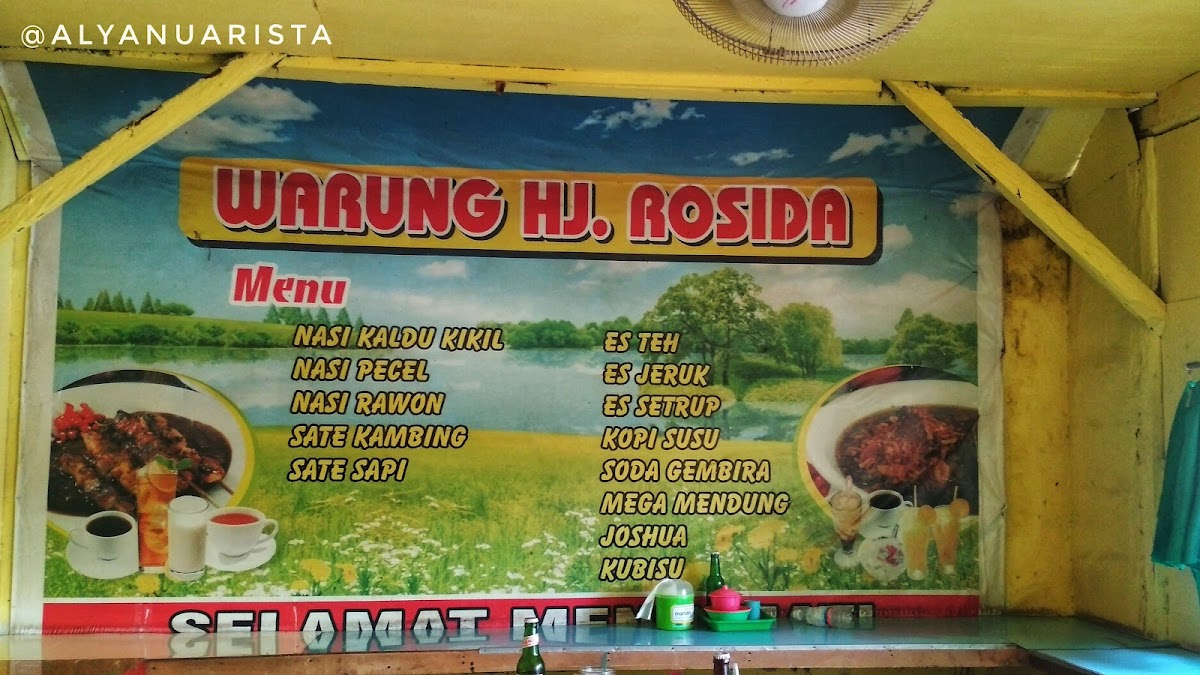 @ALYANUARISTA
WARUNG HJ. ROSIDA
Menu
NASI KALDU KIKIL
NASI PECEL
NASI RAWON
SATE KAMBING
SATE SAPI
ES TEH
ES JERUK
ES SETRUP
KOPI SUSU
SODA GEMBIRA
MEGA MENDUNG
JOSHUA
KUBISU
SELAMAT